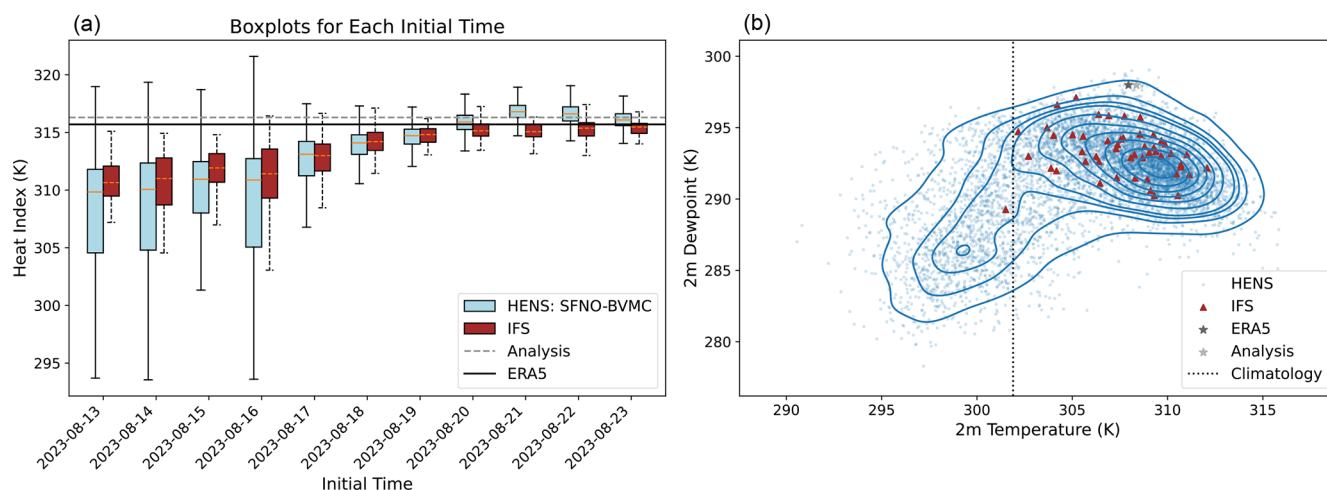 (a)
Boxplots for Each Initial Time
Heat Index (K)
320
315
310
305
300
295
HENS: SFNO-BVMC
IFS
Analysis
ERA5
2023-08-13
2023-08-14
2023-08-15
2023-08-16
2023-08-17
2023-08-18
2023-08-19
2023-08-20
2023-08-21
2023-08-22
2023-08-23
Initial Time
(b)
2m Dewpoint (K)
300
295
290
285
280
HENS
IFS
ERA5
Analysis
Climatology
290
295
300
305
310
315
2m Temperature (K)